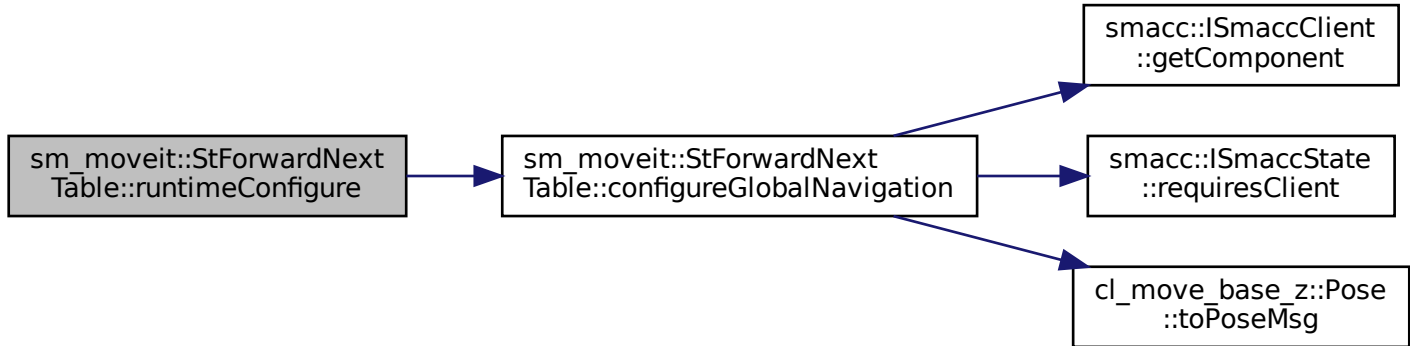 sm_moveit::StForwardNext
Table::runtimeConfigure
sm_moveit::StForwardNext
Table::configureGlobalNavigation
smacc::ISmaccClient
::getComponent
smacc::ISmaccState
::requiresClient
cl_move_base_z::Pose
::toPoseMsg